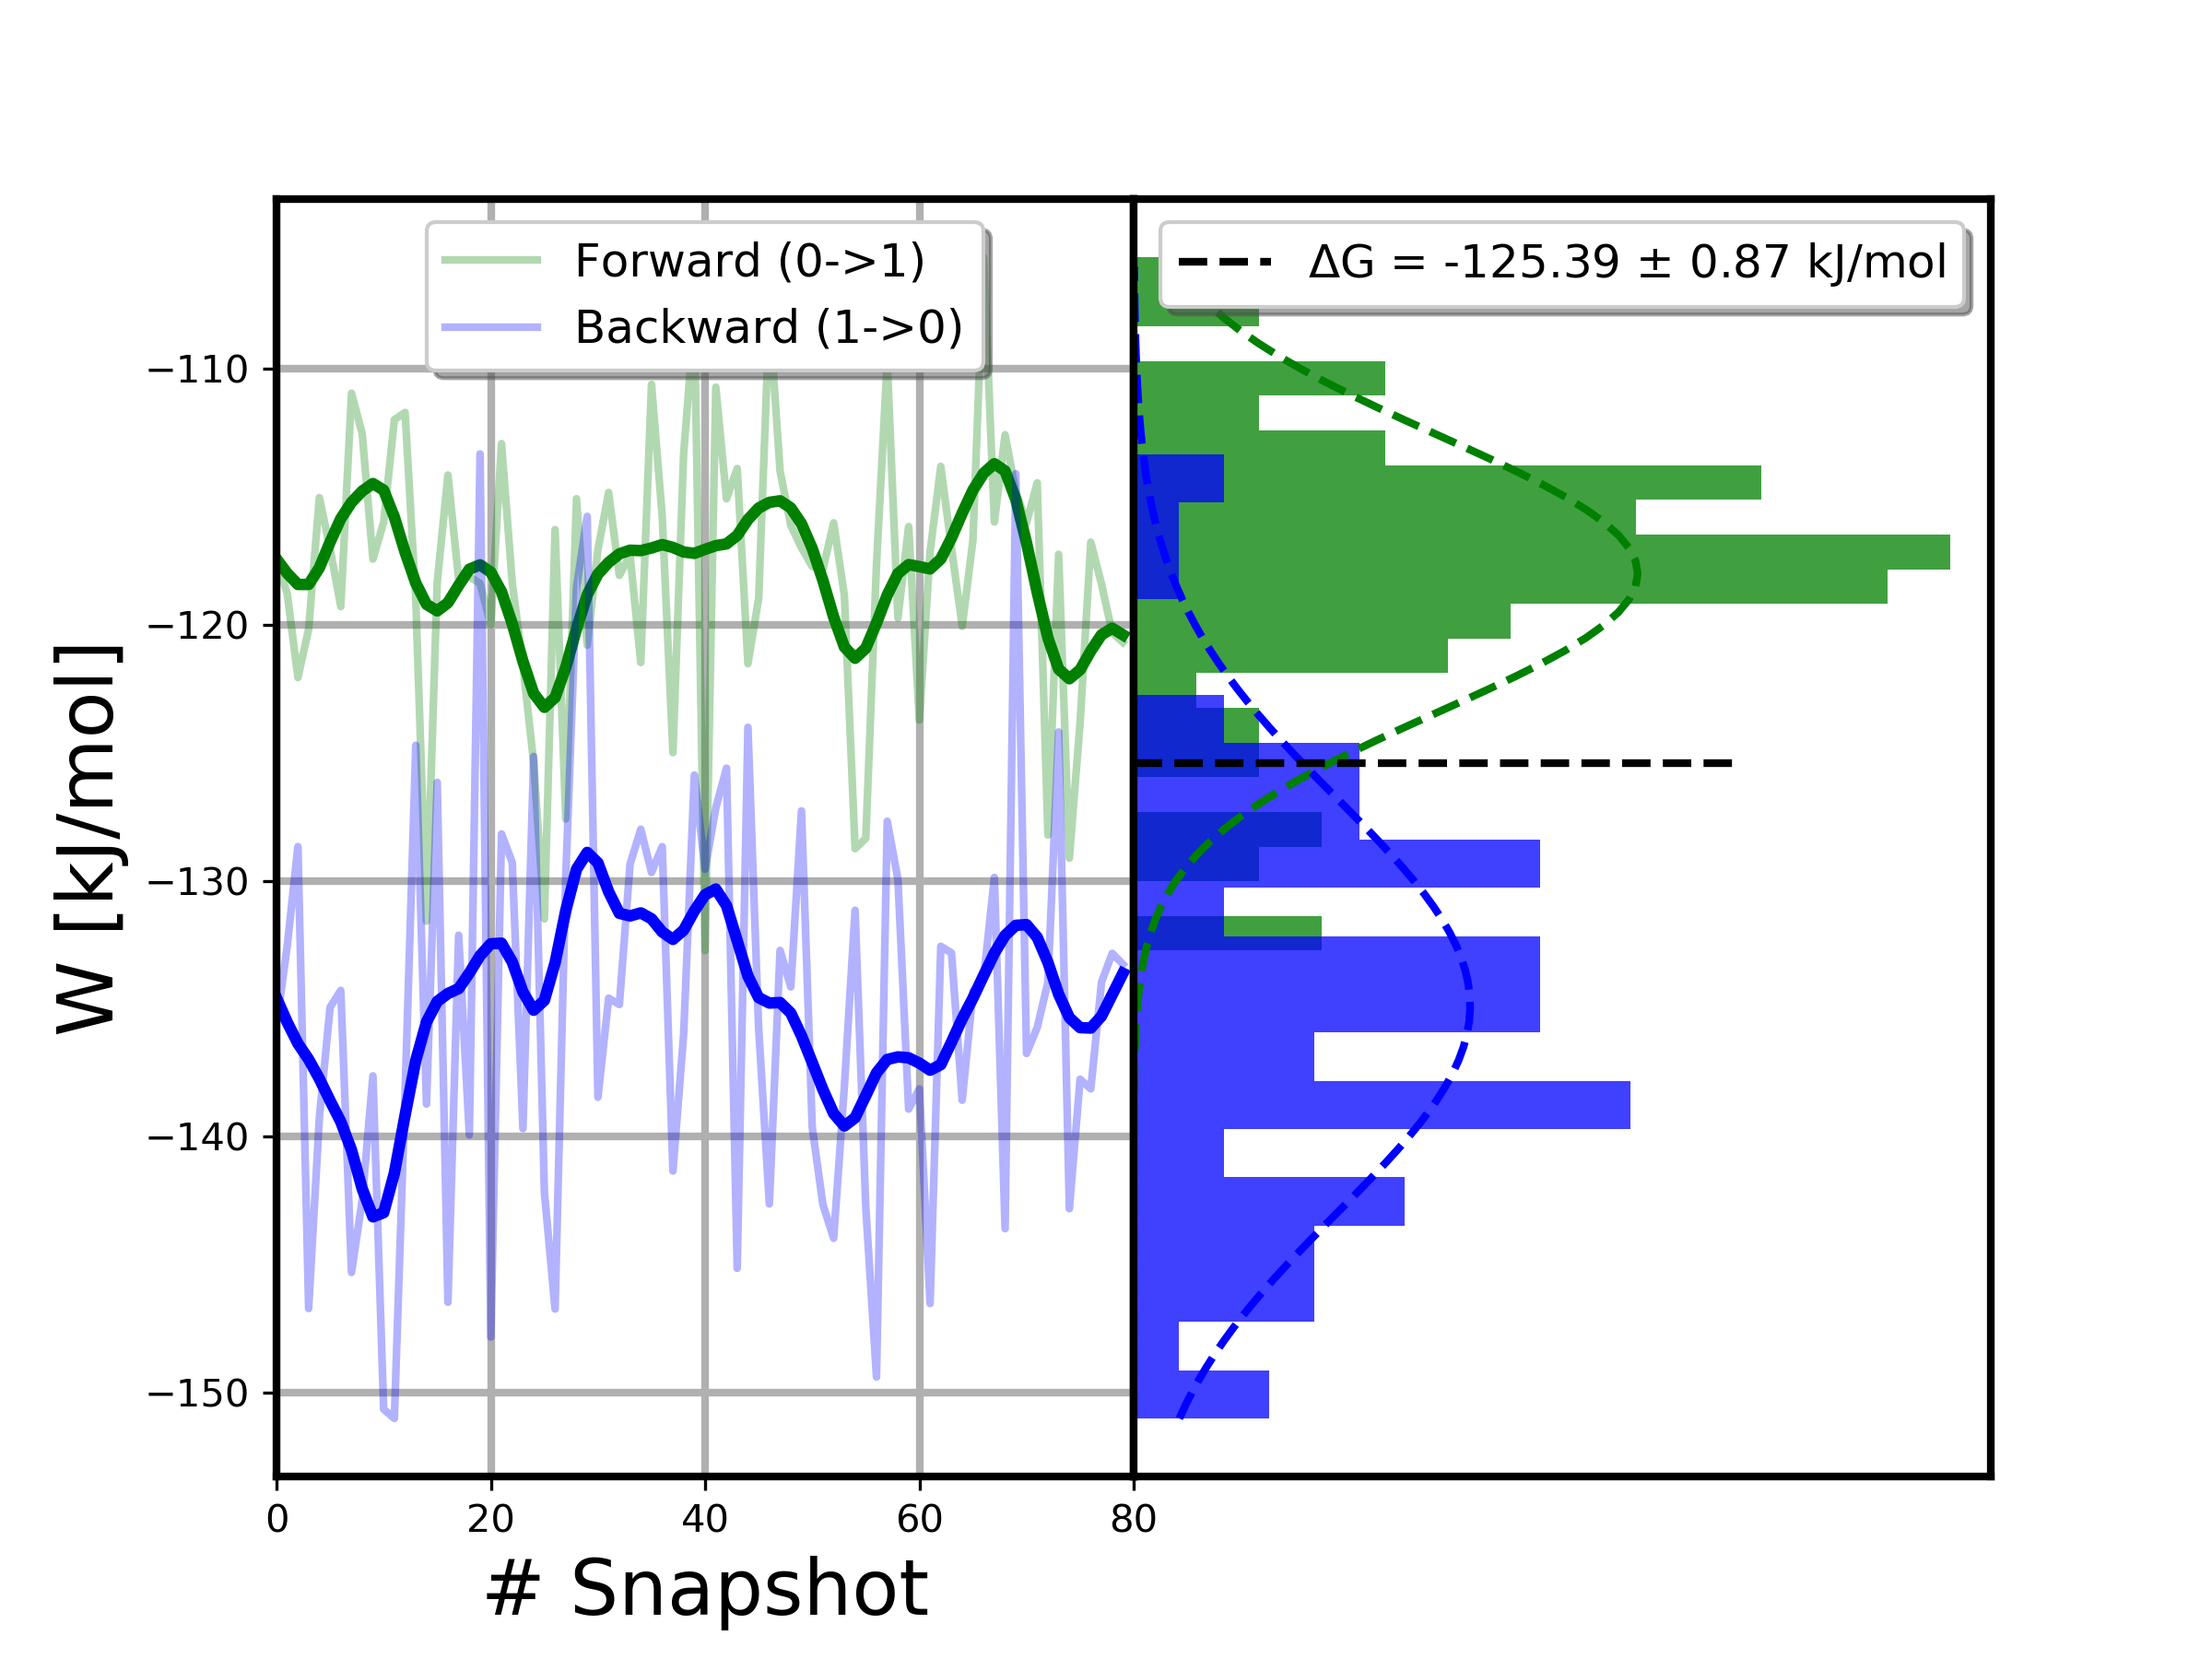 Forward (0->1)
Backward (1->0)
ΔG = -125.39 ± 0.87 kJ/mol
W [kJ/mol]
−110
−120
−130
−140
−150
0 20 40 60 80
# Snapshot